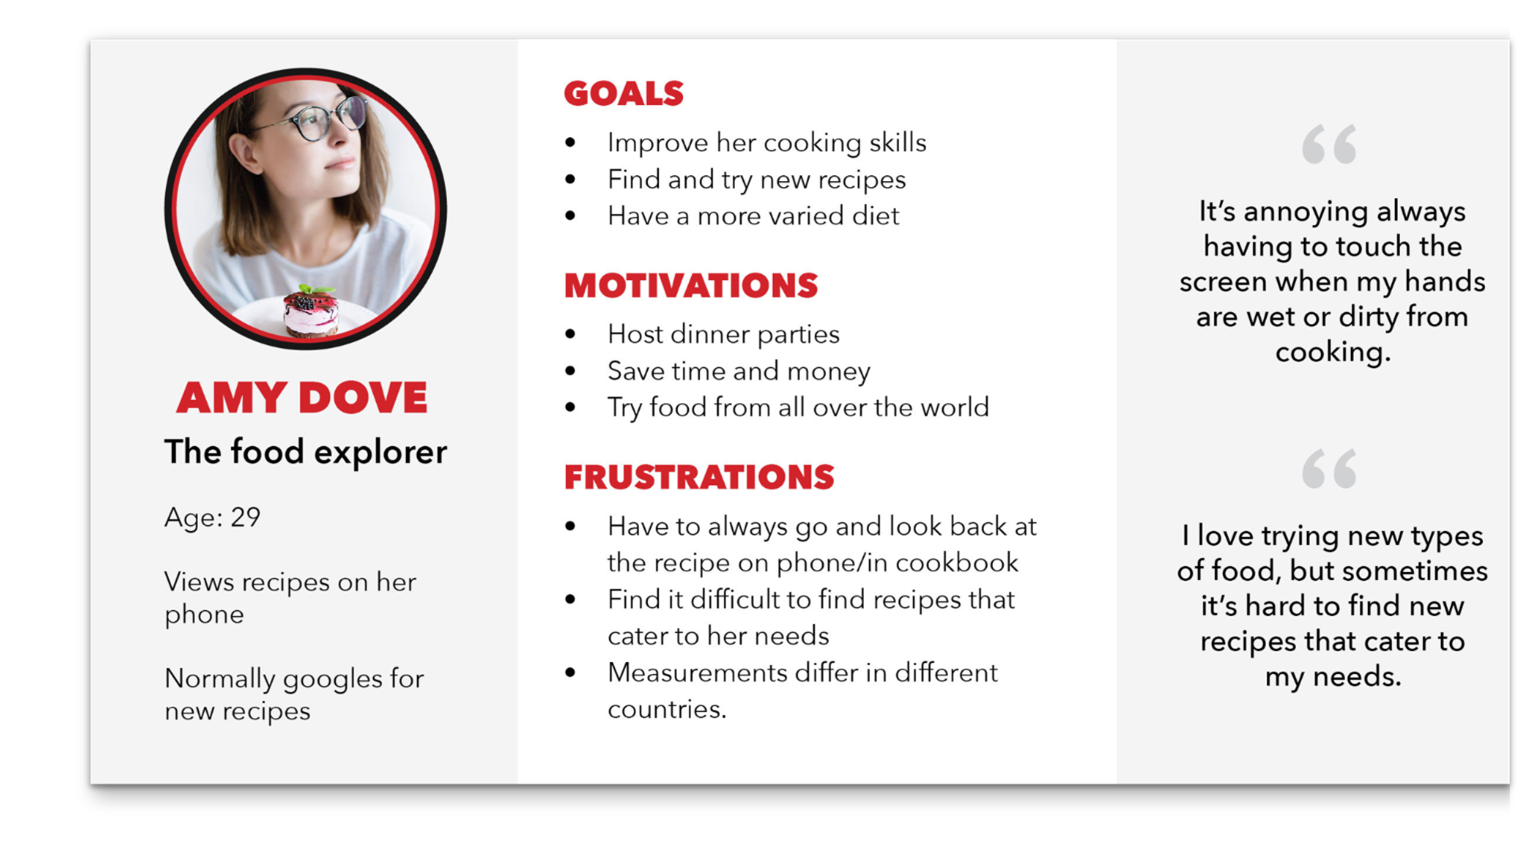 AMY DOVE
The food explorer
Age: 29
Views recipes on her
phone
Normally googles for
new recipes
GOALS
• Improve her cooking skills
• Find and try new recipes
• Have a more varied diet
MOTIVATIONS
• Host dinner parties
• Save time and money
• Try food from all over the world
FRUSTRATIONS
• Have to always go and look back at
the recipe on phone/in cookbook
• Find it difficult to find recipes that
cater to her needs
• Measurements differ in different
countries.
“
It’s annoying always
having to touch the
screen when my hands
are wet or dirty from
cooking.
“
I love trying new types
of food, but sometimes
it’s hard to find new
recipes that cater to
my needs.